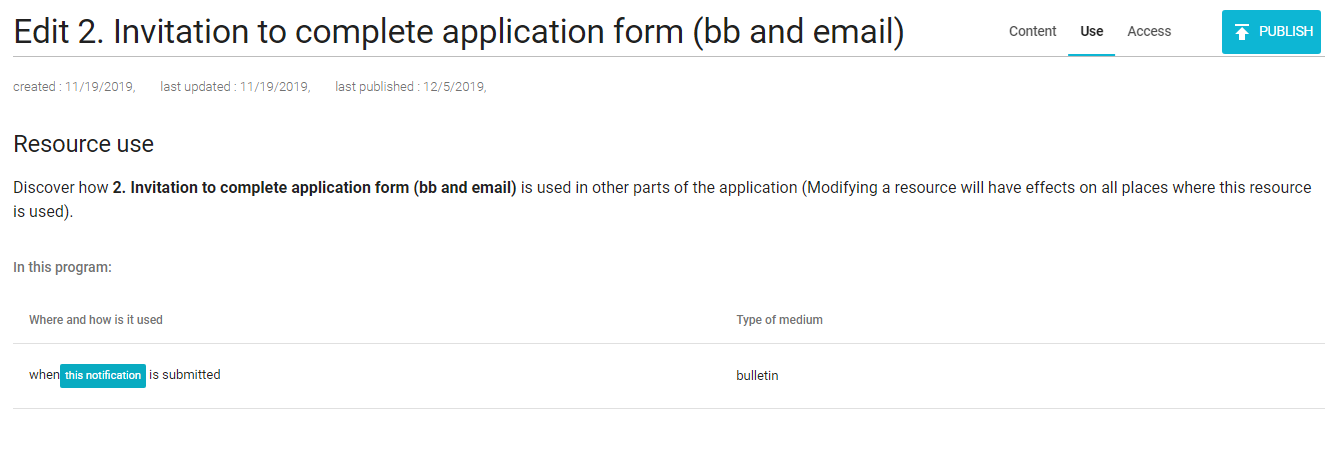 Edit 2. Invitation to complete application form (bb and email)
Content Use Access PUBLISH
created : 11/19/2019, last updated : 11/19/2019, last published : 12/5/2019,
Resource use
Discover how 2. Invitation to complete application form (bb and email) is used in other parts of the application (Modifying a resource will have effects on all places where this resource
is used).
In this program:
Where and how is it used Type of medium
when this notification is submitted bulletin